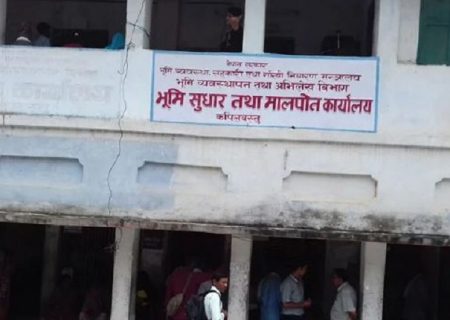 नेपाल सरकार
भूमि व्यवस्था, सहकारी तथा गरिबी निवारण मन्त्रालय
भूमि व्यवस्थापन तथा अभिलेख विभाग
भूमि सुधार तथा मालपोत कार्यालय
कपिलवस्तु